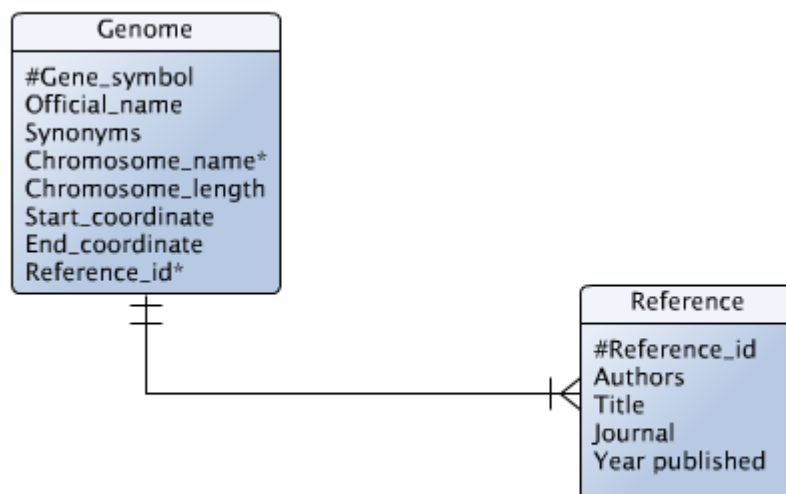 Genome
#Gene_symbol
Official_name
Synonyms
Chromosome_name*
Chromosome_length
Start_coordinate
End_coordinate
Reference_id*
Reference
#Reference_id
Authors
Title
Journal
Year published